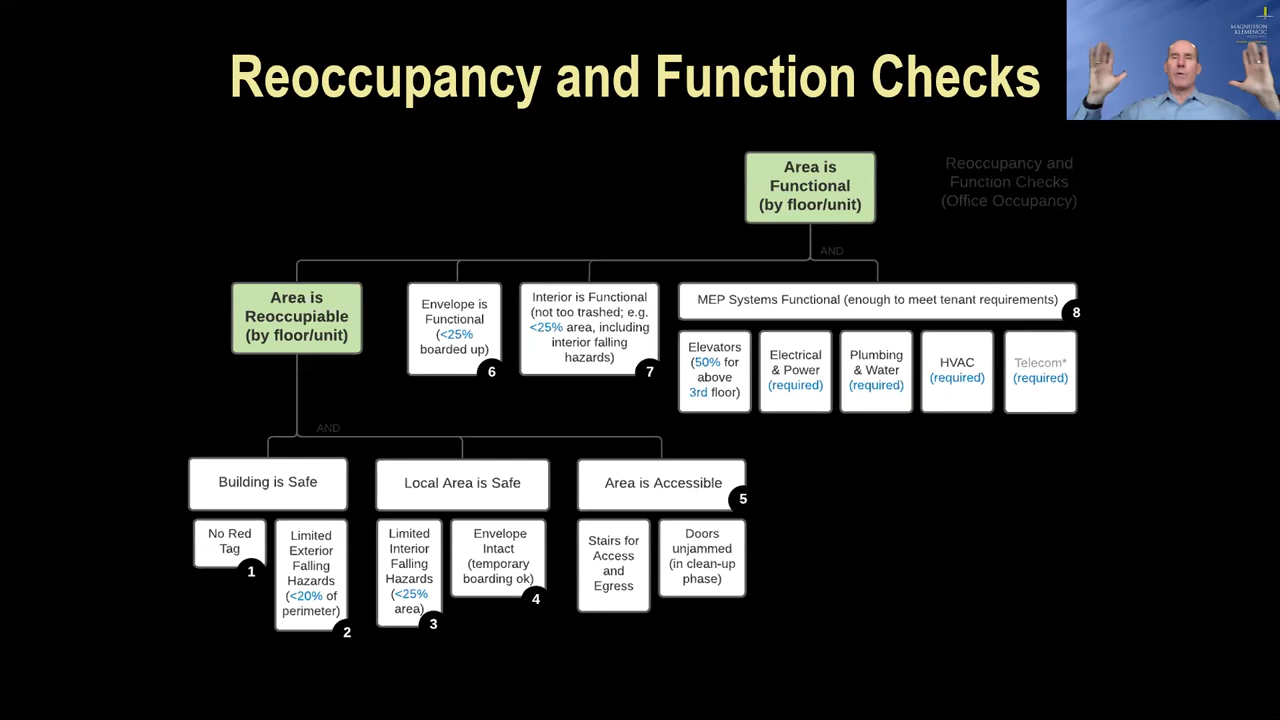 Reoccupancy and Function Checks
MAGNUSSON
KLEMENCIC
Area is
Functional
(by floor/unit)
Reoccupancy and
Function Checks
(Office Occupancy)
AND
Area is
Reoccupiable
(by floor/unit)
Envelope is
Functional
(<25%
boarded up)
6
Interior is Functional
(not too trashed; e.g.
<25% area, including
interior falling
hazards)
7
MEP Systems Functional (enough to meet tenant requirements)
8
Elevators
(50% for
above
3rd floor)
Electrical
& Power
(required)
Plumbing
& Water
(required)
HVAC
(required)
Telecom*
(required)
AND
Building is Safe
Local Area is Safe
Area is Accessible
5
No Red
Tag
1
Limited
Exterior
Falling
Hazards
(<20% of
perimeter)
2
Limited
Interior
Falling
Hazards
(<25%
area)
3
Envelope
Intact
(temporary
boarding ok)
4
Stairs for
Access
and
Egress
Doors
unjammed
(in clean-up
phase)